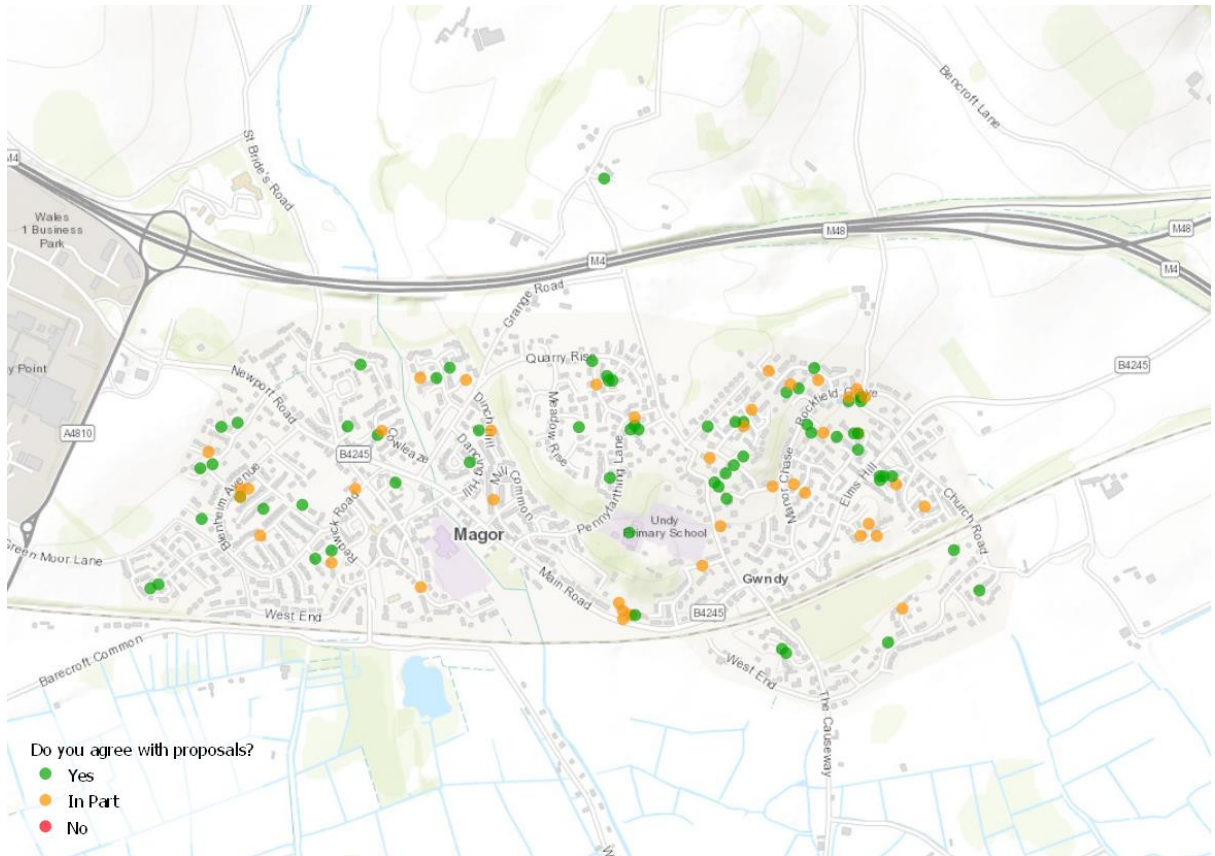 Bencroft Lane
St Bride's Road
M4
Wales
1 Business
Park
M48
M48
M4
M4
Grange Road
B4245
y Point
Newport Road
Quarry Rise
Rockfield Grove
Dinch Hill
Meadow Rise
A4810
Cowleaze
Dancing Hill
B4245
Mill Common
Pennyfarthing Lane
Manor Chase
Elms Hill
Blenheim Avenue
Redwick Road
Church Road
Magor
Undy
Primary School
Green Moor Lane
Main Road
Gwndy
West End
B4245
Barecroft Common
West End
The Causeway
Do you agree with proposals?
Yes
In Part
No
W